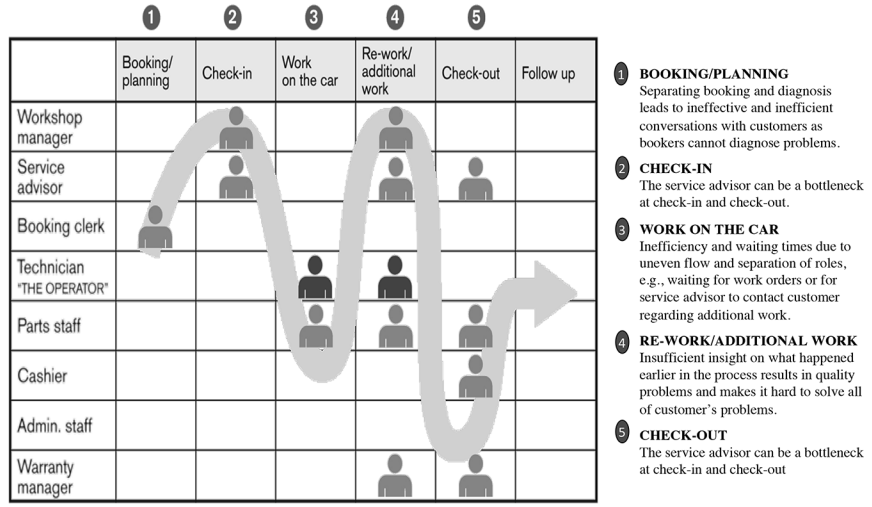 1 2 3 4 5
Booking/
planning
Check-in
Work
on the car
Re-work/
additional
work
Check-out
Follow up
Workshop
manager
Service
advisor
Booking clerk
Technician
"THE OPERATOR"
Parts staff
Cashier
Admin. staff
Warranty
manager
1 BOOKING/PLANNING
Separating booking and diagnosis
leads to ineffective and inefficient
conversations with customers as
bookers cannot diagnose problems.
2 CHECK-IN
The service advisor can be a bottleneck
at check-in and check-out.
3 WORK ON THE CAR
Inefficiency and waiting times due to
uneven flow and separation of roles,
e.g., waiting for work orders or for
service advisor to contact customer
regarding additional work.
4 RE-WORK/ADDITIONAL WORK
Insufficient insight on what happened
earlier in the process results in quality
problems and makes it hard to solve all
of customer's problems.
5 CHECK-OUT
The service advisor can be a bottleneck
at check-in and check-out